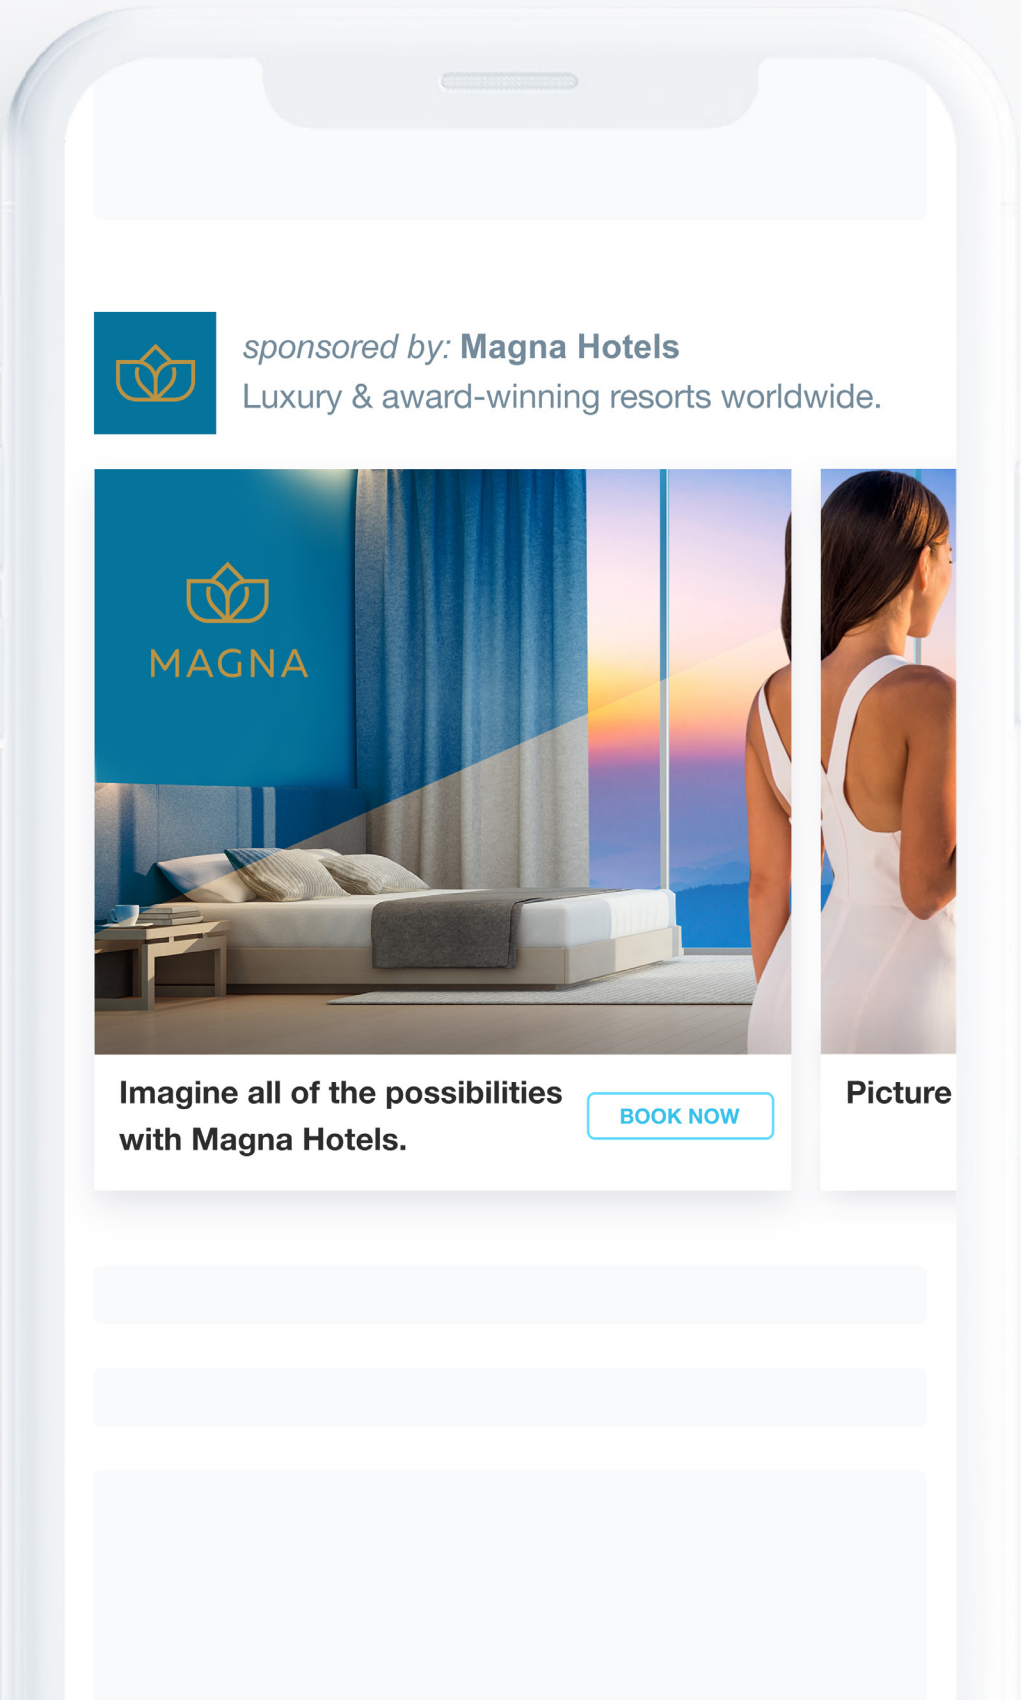 sponsored by: Magna Hotels
Luxury & award-winning resorts worldwide.
MAGNA
Imagine all of the possibilities
with Magna Hotels.
BOOK NOW
Picture